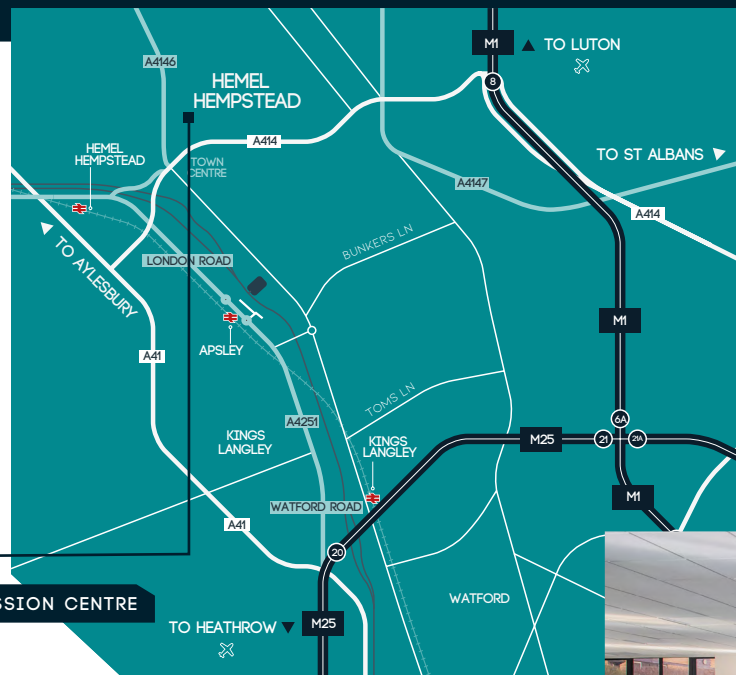 M1
TO LUTON
A4146
HEMEL
HEMPSTEAD
8
A414
HEMEL
HEMPSTEAD
TOWN
CENTRE
TO ST ALBANS
A4147
A414
BUNKERS LN
TO AYLESBURY
LONDON ROAD
M1
APSLEY
A41
TOMS LN
A4251
6A
KINGS
LANGLEY
KINGS
LANGLEY
M25
21
21A
M1
WATFORD ROAD
A41
20
WATFORD
SSION CENTRE
TO HEATHROW
M25